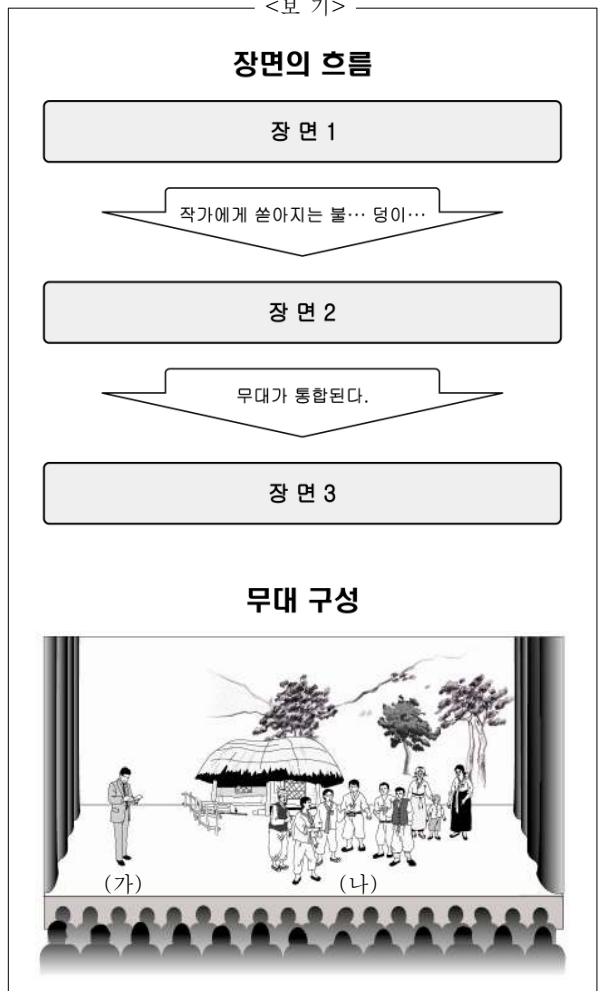 <보 기>
장면의 흐름
장 면 1
작가에게 쏟아지는 불… 덩이…
장 면 2
무대가 통합된다.
장 면 3
무대 구성
(가) (나)